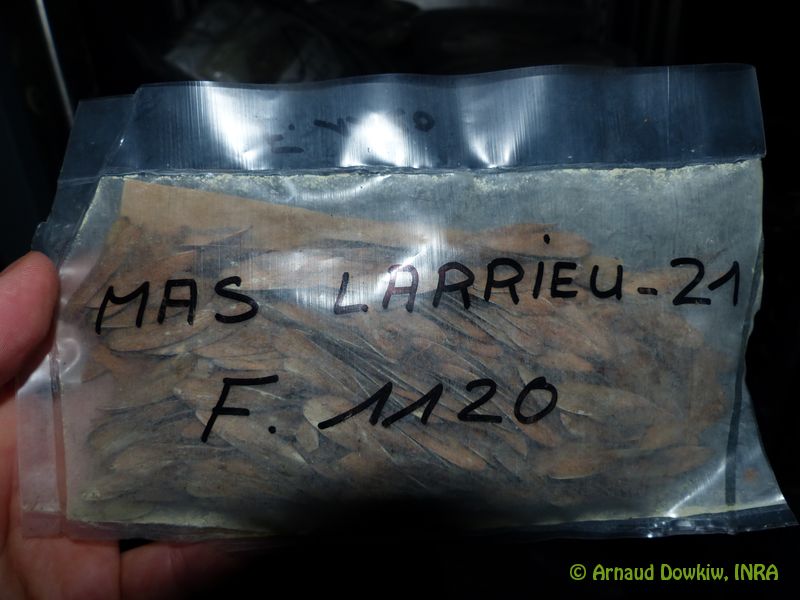 MAS LARRIEU-21
F. 1120
© Arnaud Dowkiw, INRA